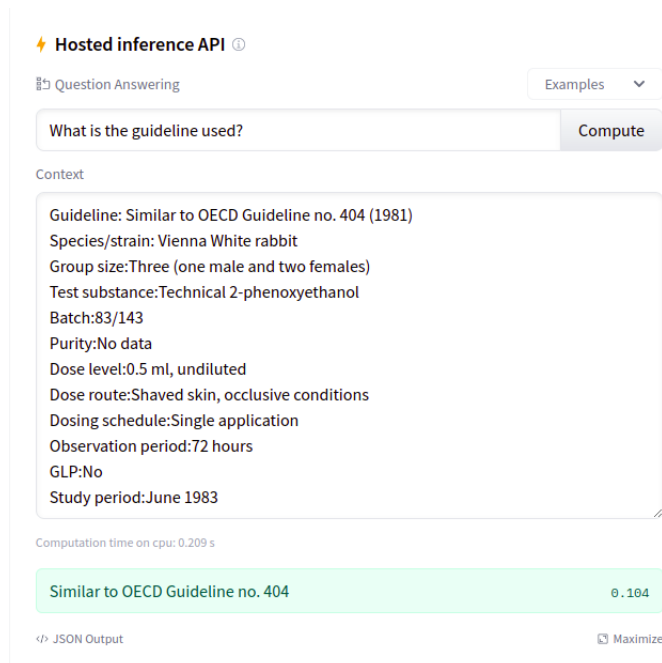 Hosted inference API
Question Answering
Examples
What is the guideline used?
Compute
Context
Guideline: Similar to OECD Guideline no. 404 (1981)
Species/strain: Vienna White rabbit
Group size:Three (one male and two females)
Test substance:Technical 2-phenoxyethanol
Batch:83/143
Purity:No data
Dose level:0.5 ml, undiluted
Dose route:Shaved skin, occlusive conditions
Dosing schedule:Single application
Observation period:72 hours
GLP:No
Study period:June 1983
Computation time on cpu: 0.209 s
Similar to OECD Guideline no. 404 0.104
</> JSON Output
Maximize